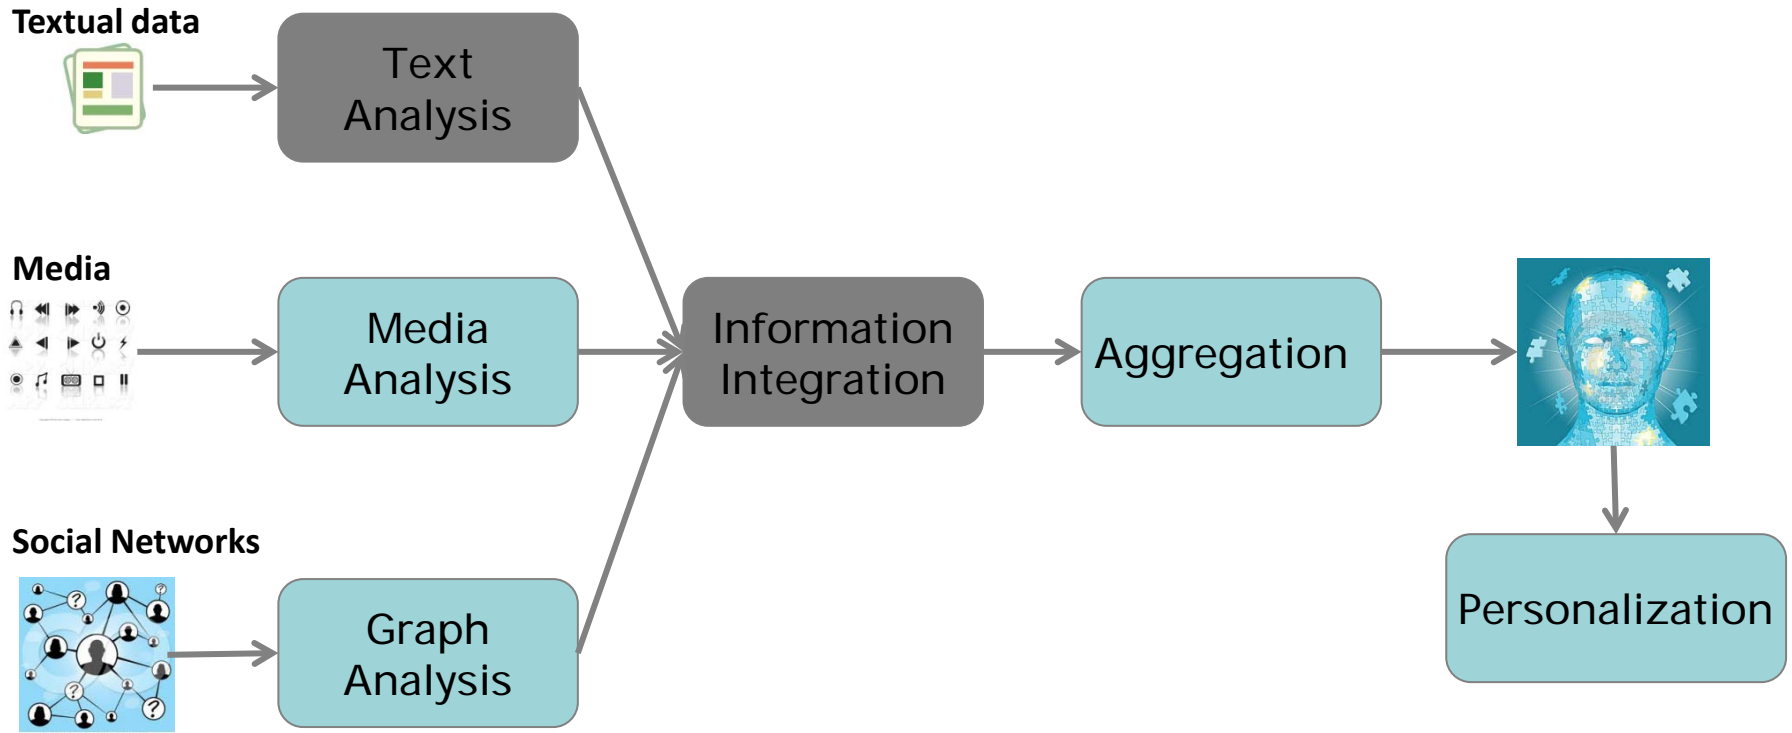 Textual data
Text
Analysis
Media
Media
Analysis
Information
Integration
Aggregation
Social Networks
Graph
Analysis
Personalization
?
?
?
?